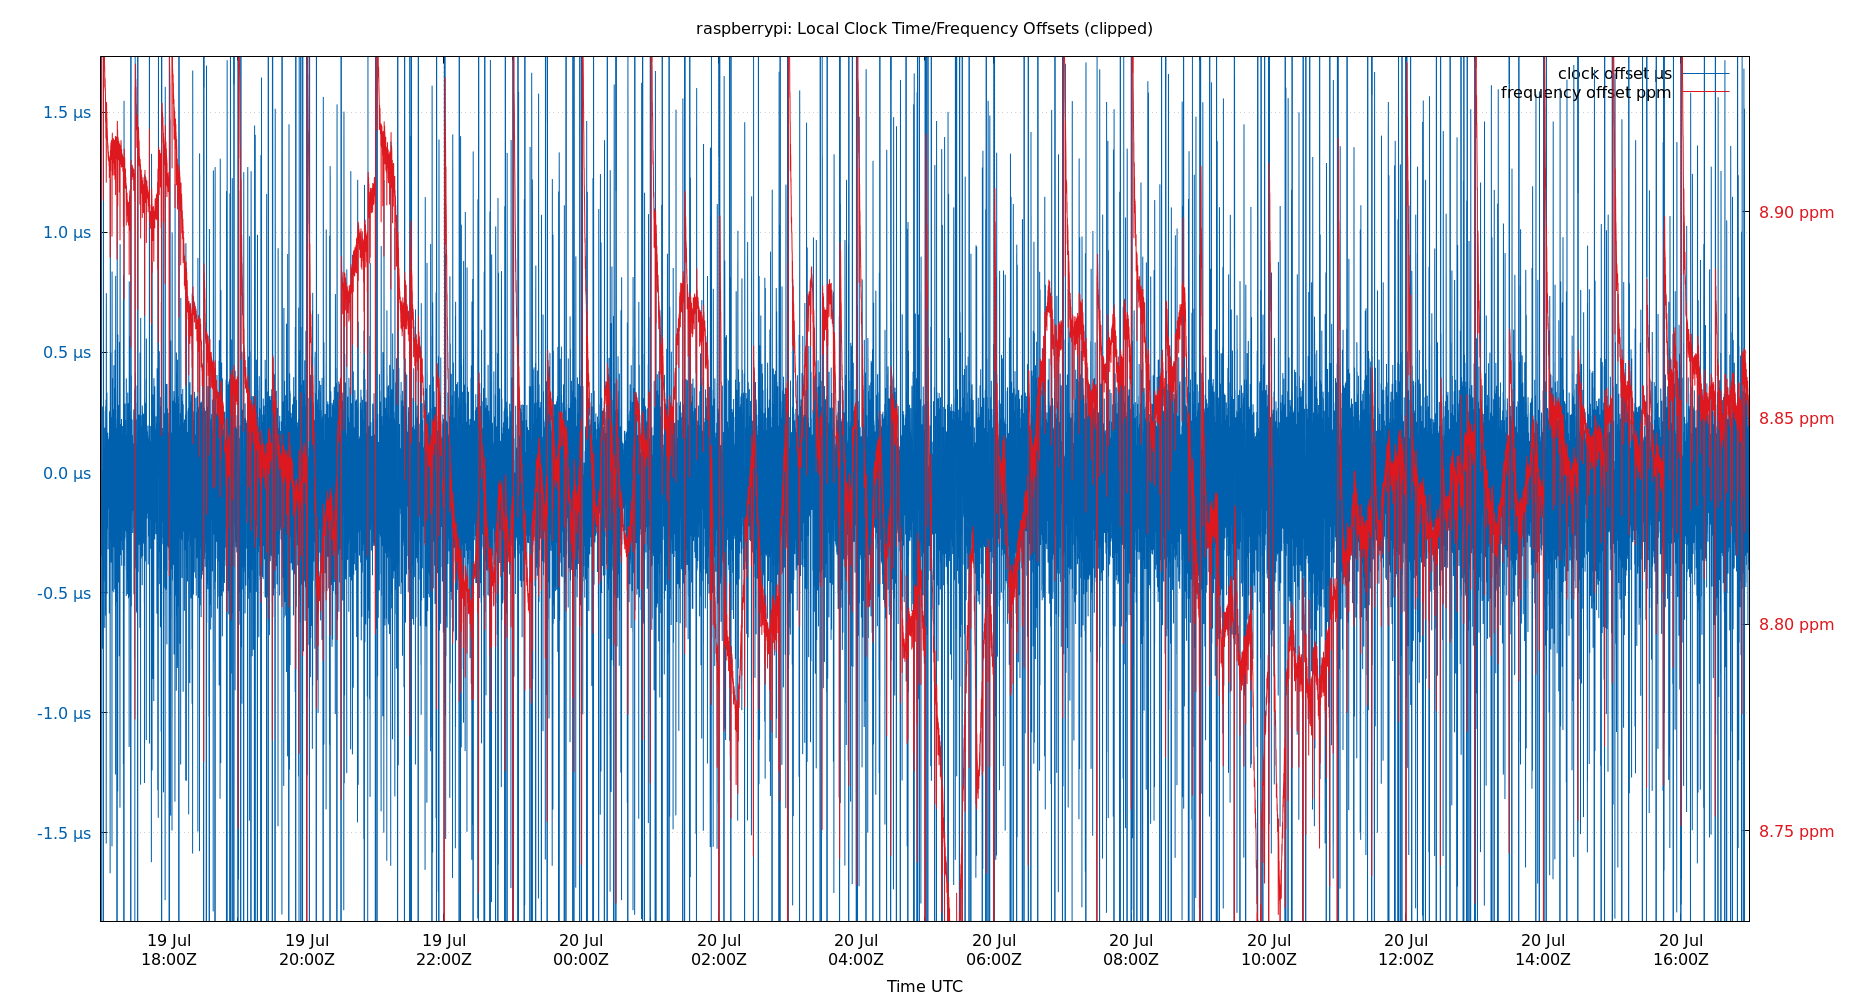 raspberrypi: Local Clock Time/Frequency Offsets (clipped)
clock offset µs
frequency offset ppm
1.5 µs
1.0 µs
0.5 µs
0.0 µs
-0.5 µs
-1.0 µs
-1.5 µs
8.90 ppm
8.85 ppm
8.80 ppm
8.75 ppm
19 Jul 19 Jul 19 Jul 20 Jul 20 Jul 20 Jul 20 Jul 20 Jul 20 Jul 20 Jul 20 Jul 20 Jul
18:00Z 20:00Z 22:00Z 00:00Z 02:00Z 04:00Z 06:00Z 08:00Z 10:00Z 12:00Z 14:00Z 16:00Z
Time UTC